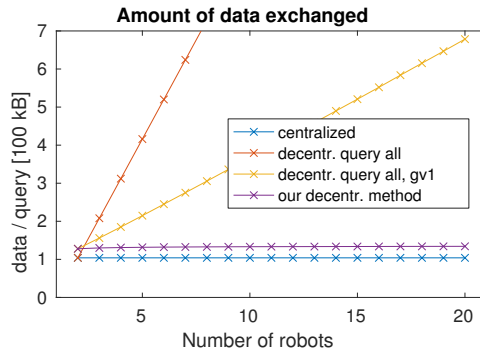 Amount of data exchanged
data / query [100 kB]
7
6
5
4
3
2
1
0
centralized
decentr. query all
decentr. query all, gv1
our decentr. method
5
10
15
20
Number of robots